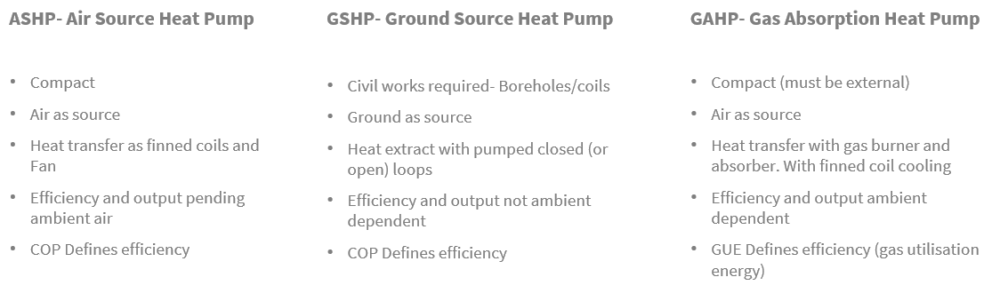 ASHP- Air Source Heat Pump
• Compact
• Air as source
• Heat transfer as finned coils and
Fan
• Efficiency and output pending
ambient air
• COP Defines efficiency
GSHP- Ground Source Heat Pump
• Civil works required- Boreholes/coils
• Ground as source
• Heat extract with pumped closed (or
open) loops
• Efficiency and output not ambient
dependent
• COP Defines efficiency
GAHP- Gas Absorption Heat Pump
• Compact (must be external)
• Air as source
• Heat transfer with gas burner and
absorber. With finned coil cooling
• Efficiency and output ambient
dependent
• GUE Defines efficiency (gas utilisation
energy)